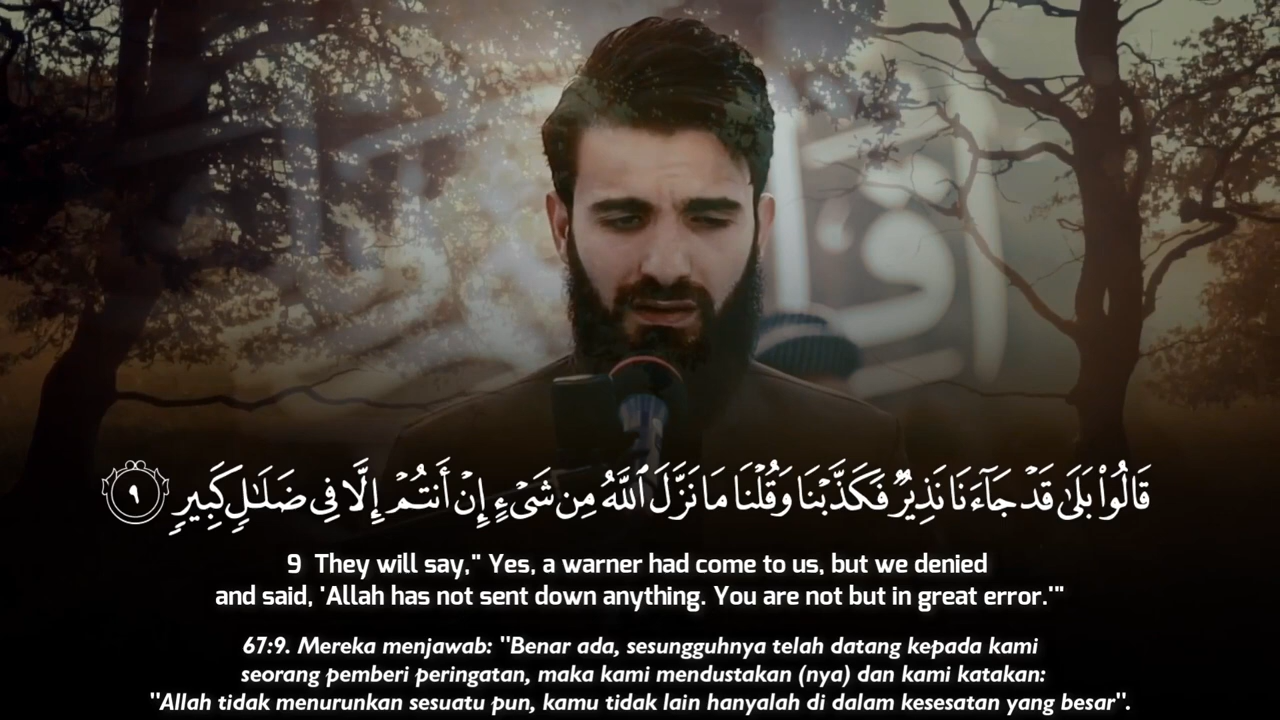 قَالُوا۟ بَلَىٰ قَدْ جَآءَنَا نَذِيرٌ فَكَذَّبْنَا وَقُلْنَا مَا نَزَّلَ ٱللَّهُ مِن شَىْءٍ إِنْ أَنتُمْ إِلَّا فِى ضَلَـٰلٍ كَبِيرٍ ٩
9 They will say," Yes, a warner had come to us, but we denied
and said, 'Allah has not sent down anything. You are not but in great error.'"
67:9. Mereka menjawab: "Benar ada, sesungguhnya telah datang kepada kami
seorang pemberi peringatan, maka kami mendustakan (nya) dan kami katakan:
"Allah tidak menurunkan sesuatu pun, kamu tidak lain hanyalah di dalam kesesatan yang besar".